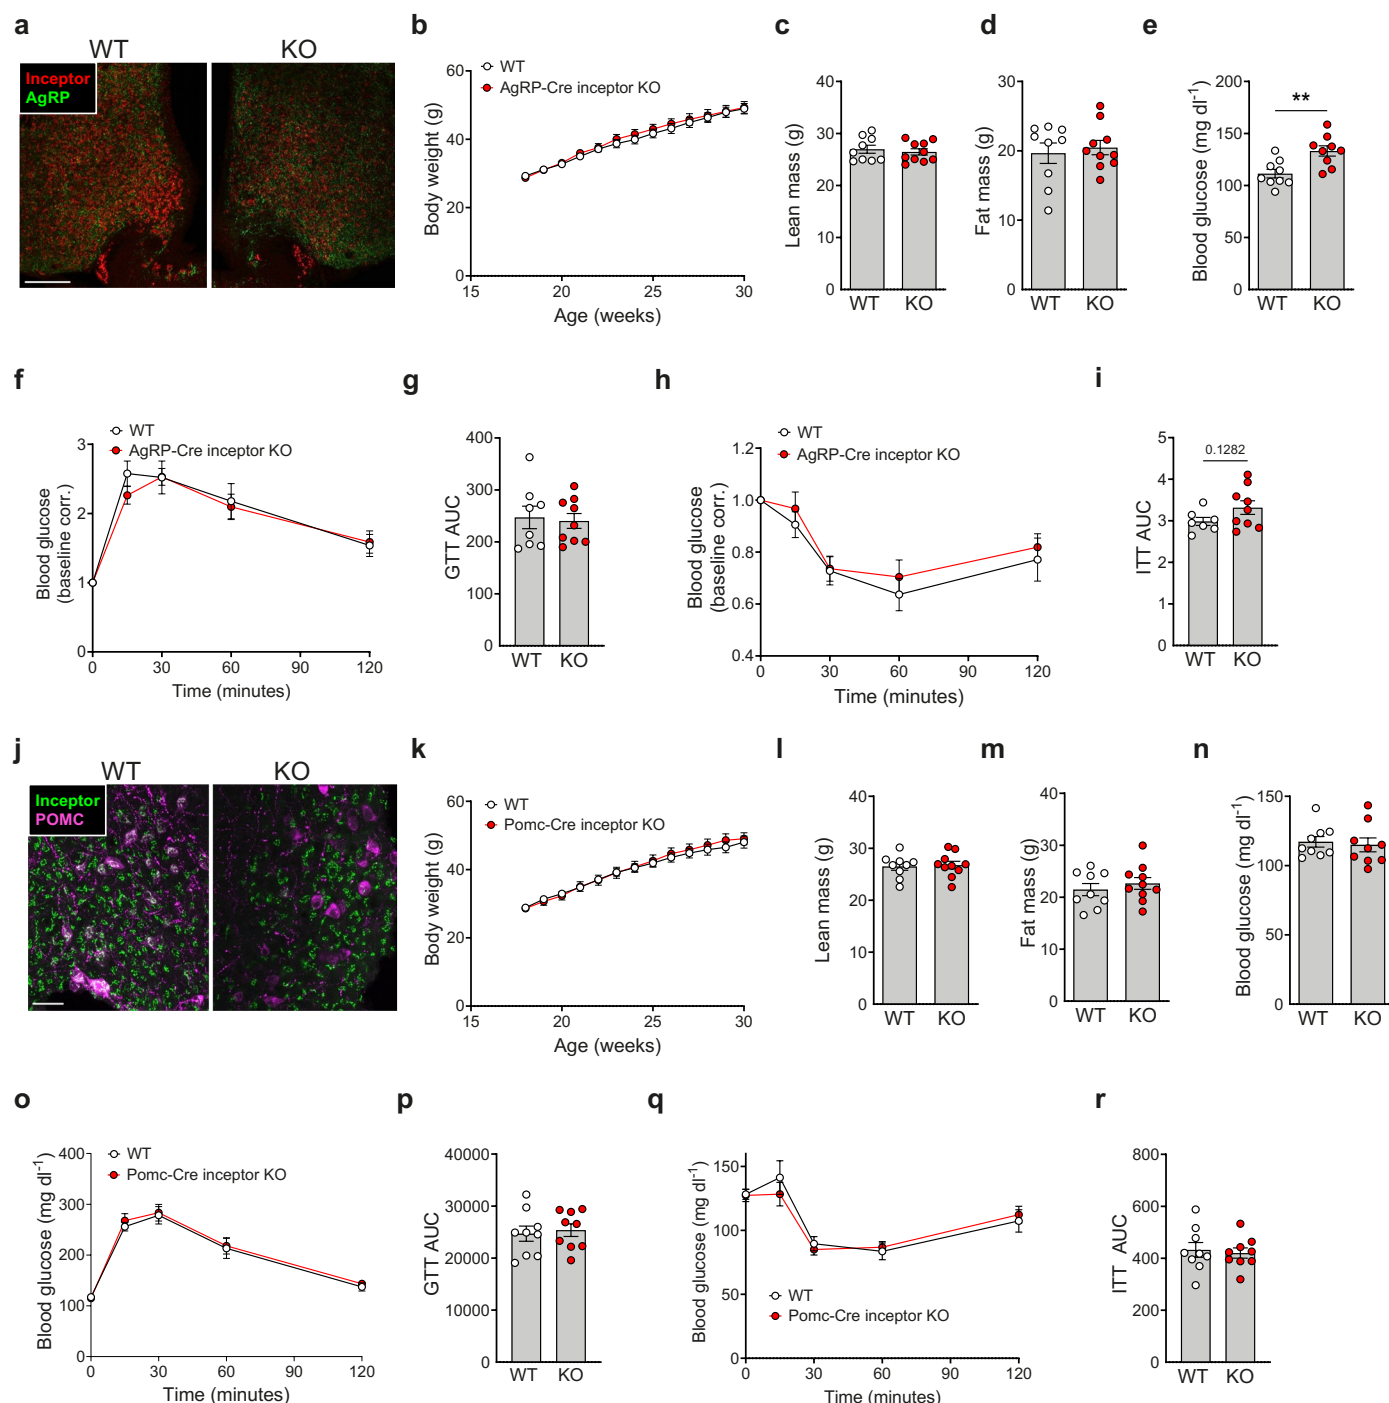 a
WT
KO
Inceptor
AgRP
b
WT
AgRP-Cre inceptor KO
Body weight (g)
60
40
20
0
15
20
25
30
Age (weeks)
c
Lean mass (g)
40
30
20
10
0
WT
KO
d
Fat mass (g)
30
20
10
0
WT
KO
e
Blood glucose (mg dl⁻¹)
200
150
100
50
0
**
WT
KO
f
WT
AgRP-Cre inceptor KO
Blood glucose
(baseline corr.)
3
2
1
0
0
30
60
90
120
Time (minutes)
g
GTT AUC
400
300
200
100
0
WT
KO
h
WT
AgRP-Cre inceptor KO
Blood glucose
(baseline corr.)
1.2
1.0
0.8
0.6
0.4
0
30
60
90
120
Time (minutes)
i
ITT AUC
5
4
3
2
1
0
0.1282
WT
KO
j
WT
KO
Inceptor
POMC
k
WT
Pomc-Cre inceptor KO
Body weight (g)
60
40
20
0
15
20
25
30
Age (weeks)
l
Lean mass (g)
40
30
20
10
0
WT
KO
m
Fat mass (g)
40
30
20
10
0
WT
KO
n
Blood glucose (mg dl⁻¹)
150
100
50
0
WT
KO
o
WT
Pomc-Cre inceptor KO
Blood glucose (mg dl⁻¹)
400
300
200
100
0
0
30
60
90
120
Time (minutes)
p
GTT AUC
40000
30000
20000
10000
0
WT
KO
q
Blood glucose (mg dl⁻¹)
150
100
50
0
WT
Pomc-Cre inceptor KO
0
30
60
90
120
Time (minutes)
r
ITT AUC
800
600
400
200
0
WT
KO